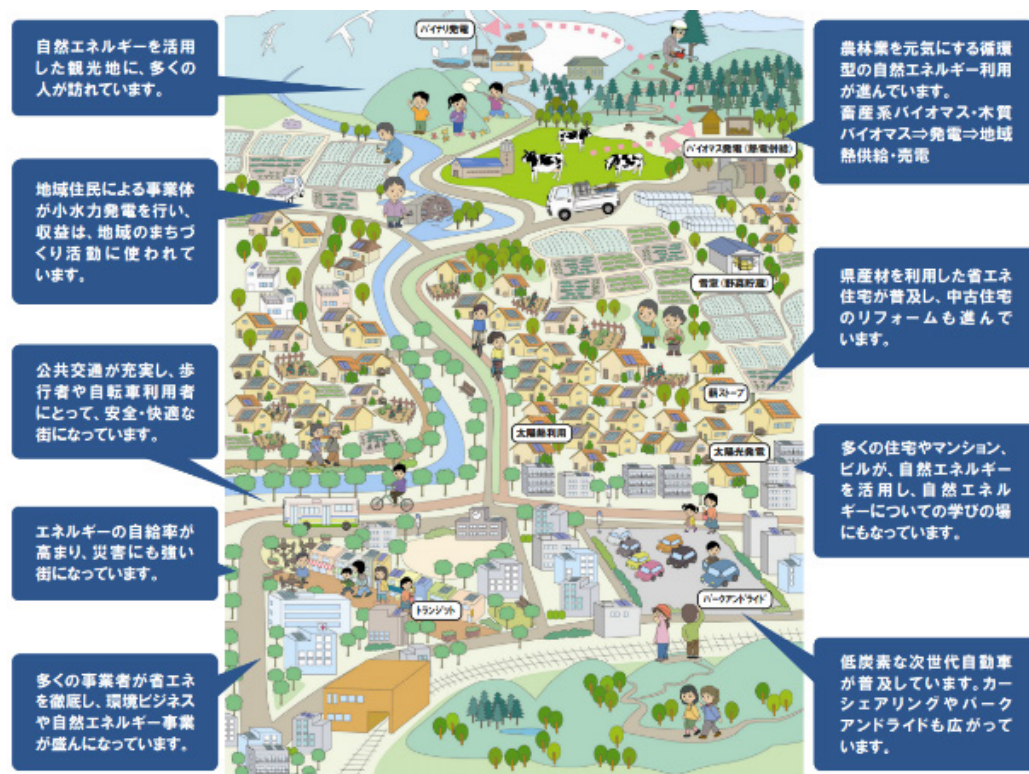 自然エネルギーを活用
した観光地に、多くの
人が訪れています。
地域住民による事業体
が小水力発電を行い、
収益は、地域のまちづ
くり活動に使われて
います。
公共交通が充実し、歩
行者や自転車利用者
にとって、安全・快適な
街になっています。
エネルギーの自給率が
高まり、災害にも強い
街になっています。
多くの事業者が省エネ
を徹底し、環境ビジネス
や自然エネルギー事業
が盛んになっています。
バイナリ発電
バイオマス発電(熱電併給)
雪室(野菜貯蔵)
薪ストーブ
太陽熱利用
太陽光発電
トランジット
パークアンドライド
農林業を元気にする循環
型の自然エネルギー利用
が進んでいます。
畜産系バイオマス・木質
バイオマス⇒発電⇒地域
熱供給・売電
県産材を利用した省エネ
住宅が普及し、中古住宅
のリフォームも進んで
います。
多くの住宅やマンション、
ビルが、自然エネルギー
を活用し、自然エネル
ギーについての学びの場
にもなっています。
低炭素な次世代自動車
が普及しています。カー
シェアリングやパーク
アンドライドも広がって
います。